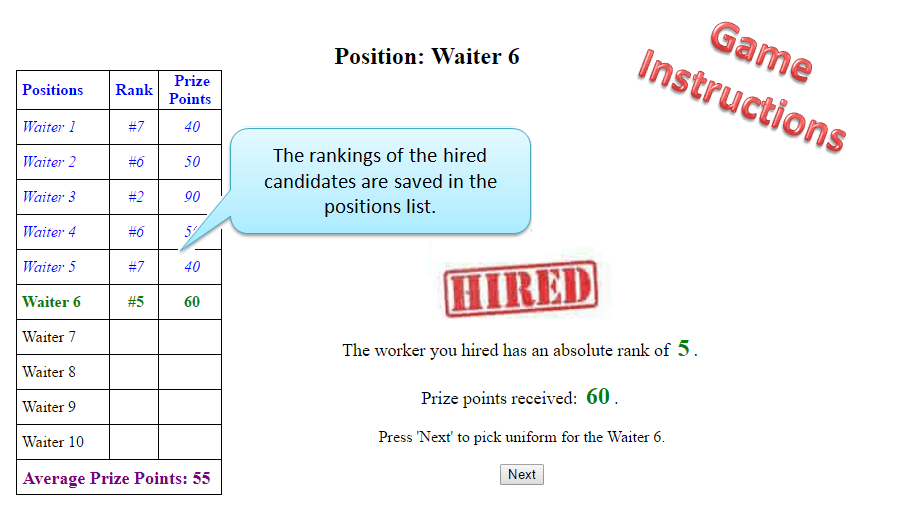 Game
Instructions
Position: Waiter 6
Positions Rank Prize Points
Waiter 1 #7 40
Waiter 2 #6 50
Waiter 3 #2 90
Waiter 4 #6
Waiter 5 #7 40
Waiter 6 #5 60
Waiter 7
Waiter 8
Waiter 9
Waiter 10
Average Prize Points: 55
The rankings of the hired
candidates are saved in the
positions list.
HIRED
The worker you hired has an absolute rank of 5 .
Prize points received: 60 .
Press 'Next' to pick uniform for the Waiter 6.
Next